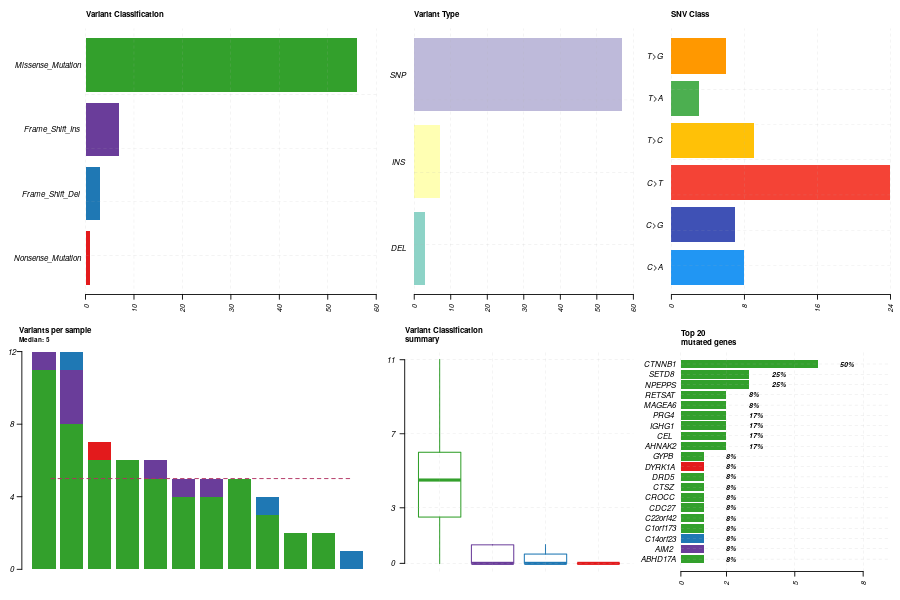 Variant Classification
Missense_Mutation
Frame_Shift_Ins
Frame_Shift_Del
Nonsense_Mutation
0 10 20 30 40 50 60
Variant Type
SNP
INS
DEL
0 10 20 30 40 50 60
SNV Class
T>G
T>A
T>C
C>T
C>G
C>A
0 8 16 24
Variants per sample
Median: 5
12
8
4
0
Variant Classification
summary
11
7
3
0
Top 20
mutated genes
CTNNB1 50%
SETD8 25%
NPEPPS 25%
RETSAT 8%
MAGEA6 8%
PRG4 17%
IGHG1 17%
CEL 17%
AHNAK2 17%
GYPB 8%
DYRK1A 8%
DRD5 8%
CTSZ 8%
CROCC 8%
CDC27 8%
C22orf42 8%
C1orf173 8%
C14orf23 8%
AIM2 8%
ABHD17A 8%
0 2 5 8